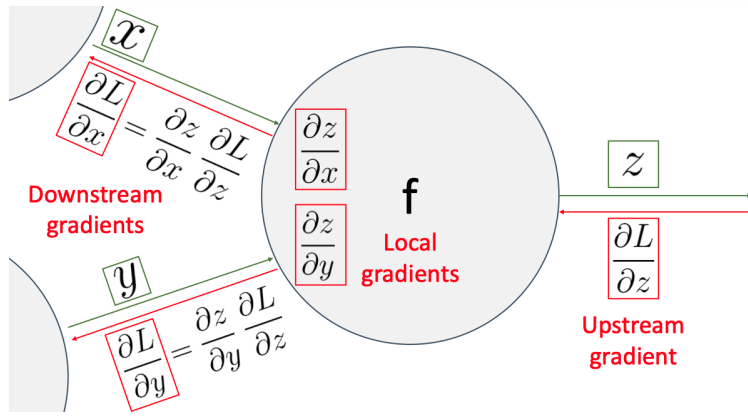 x
∂L/∂x = ∂z/∂x ∂L/∂z
Downstream
gradients
y
∂L/∂y = ∂z/∂y ∂L/∂z
∂z/∂x
∂z/∂y
f
Local
gradients
z
∂L/∂z
Upstream
gradient